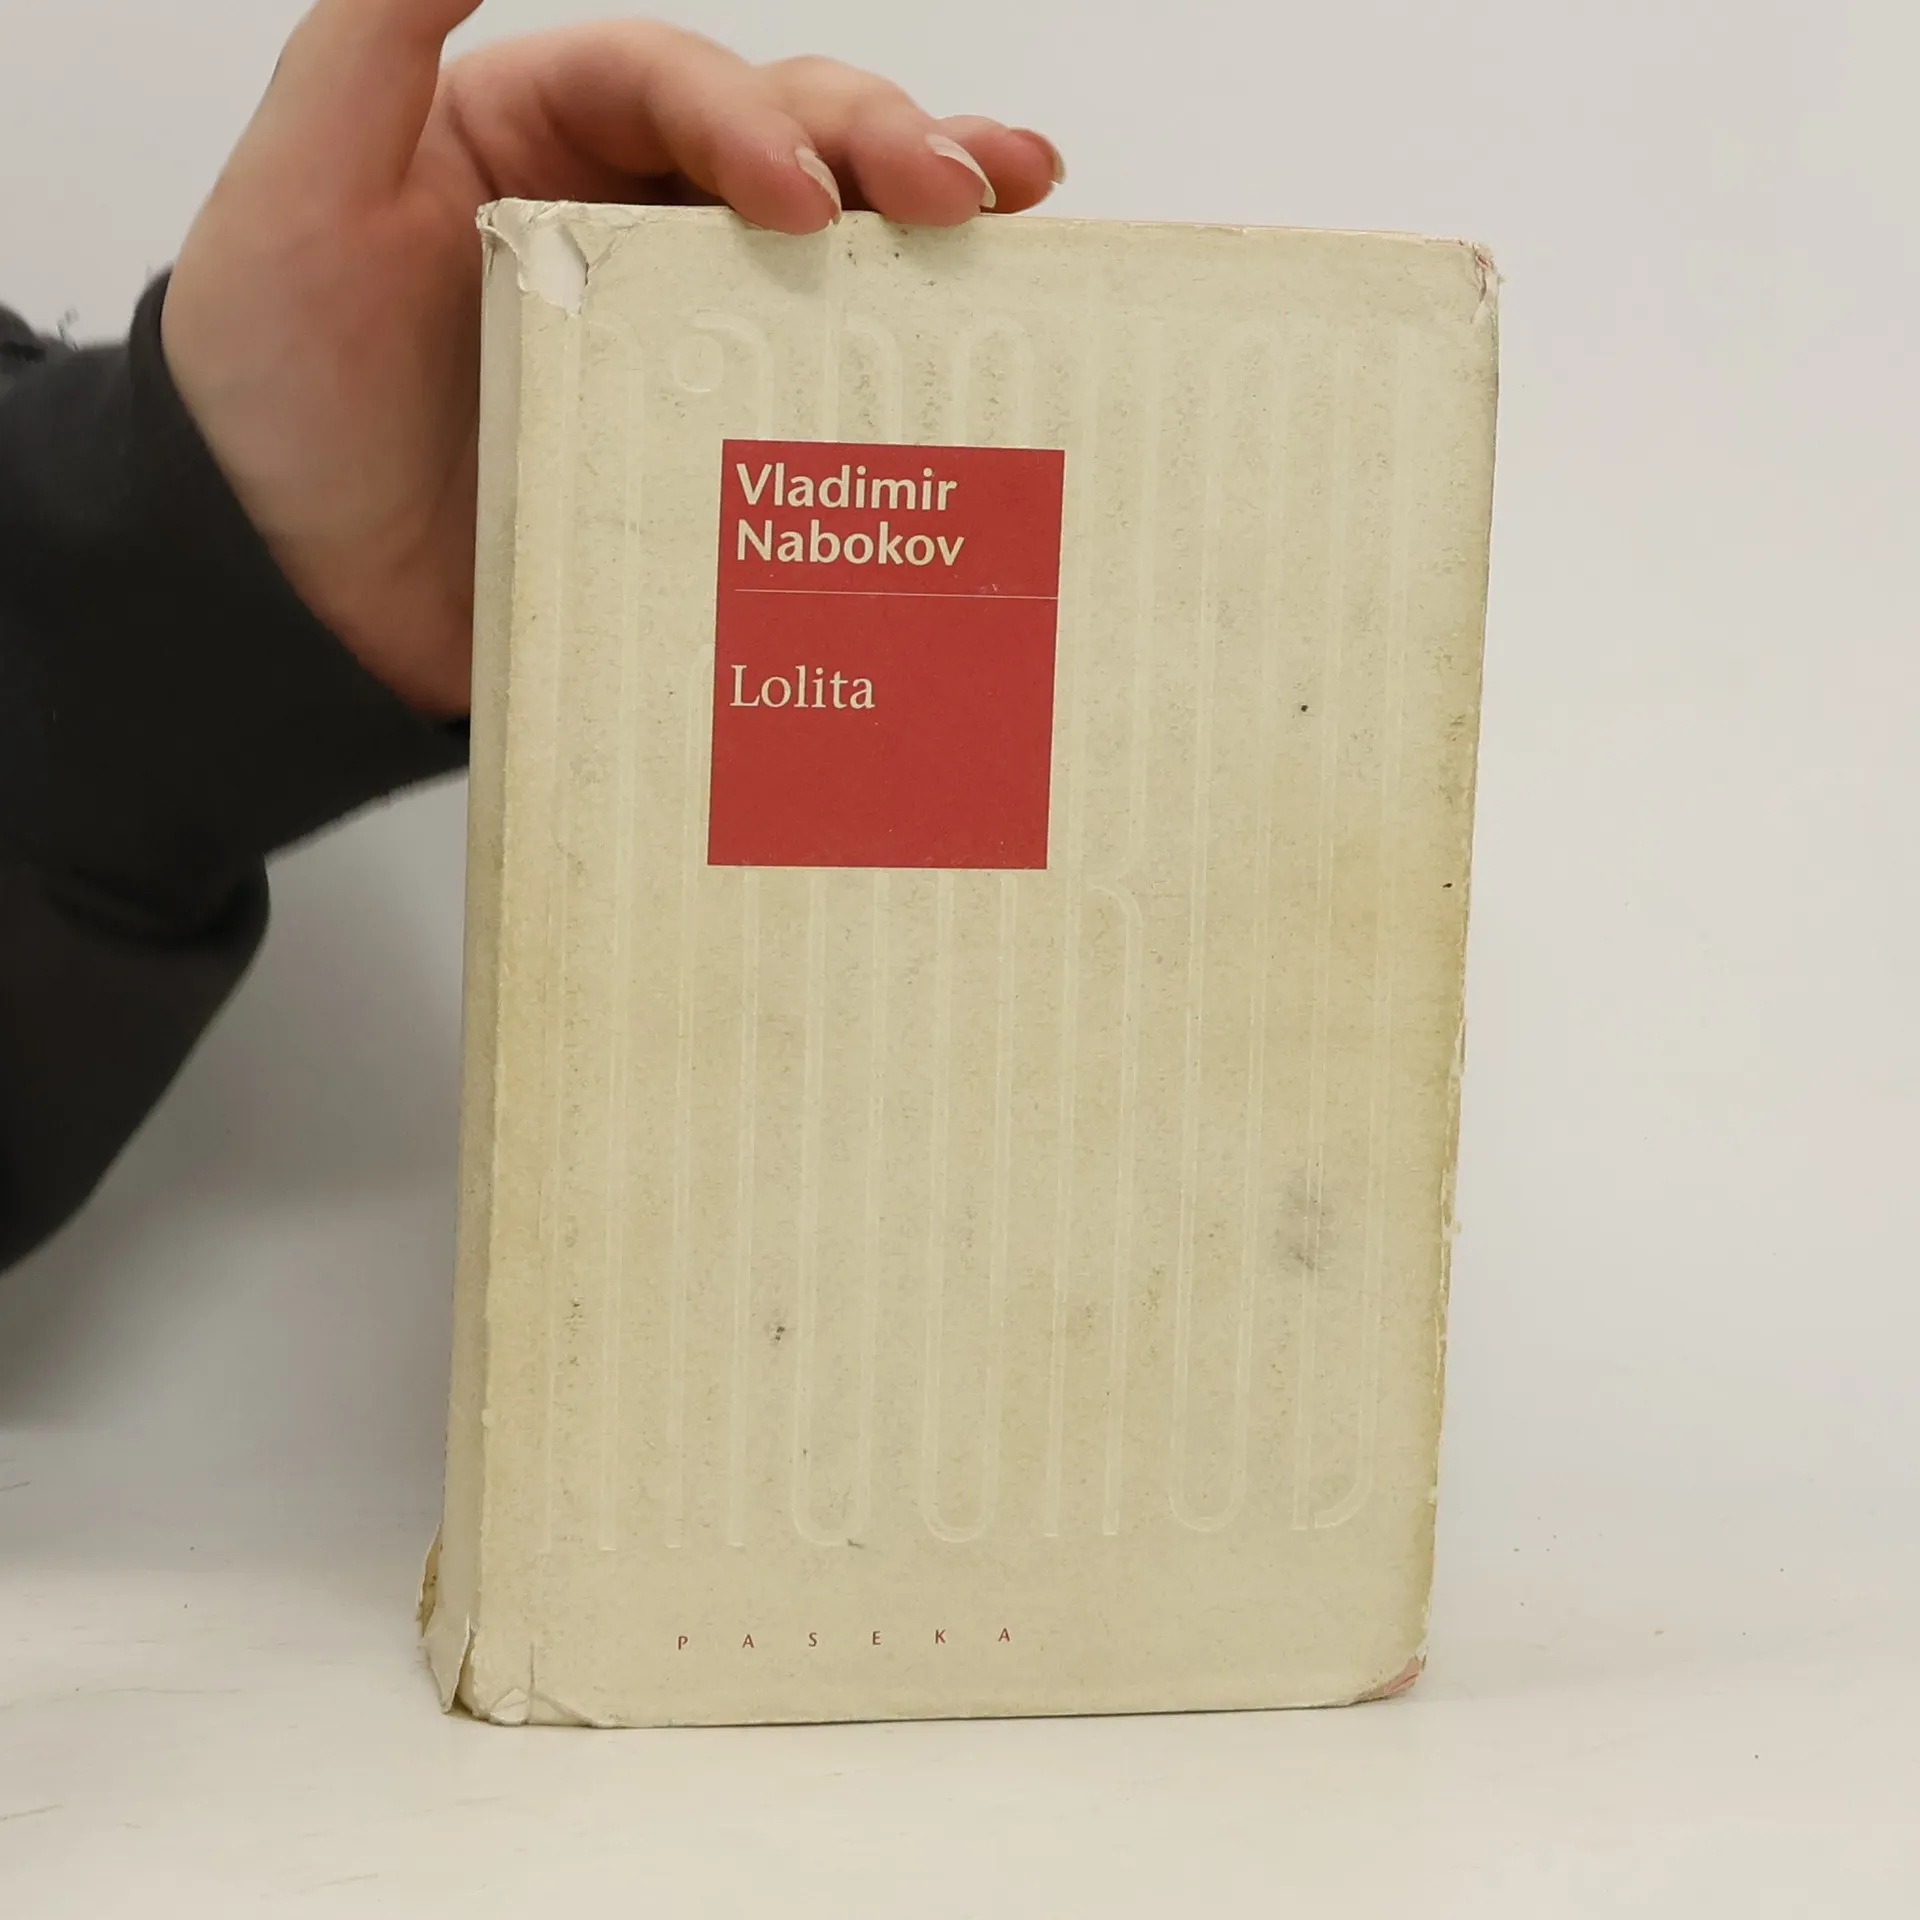 Vladimir
Nabokov
Lolita
PASEKA